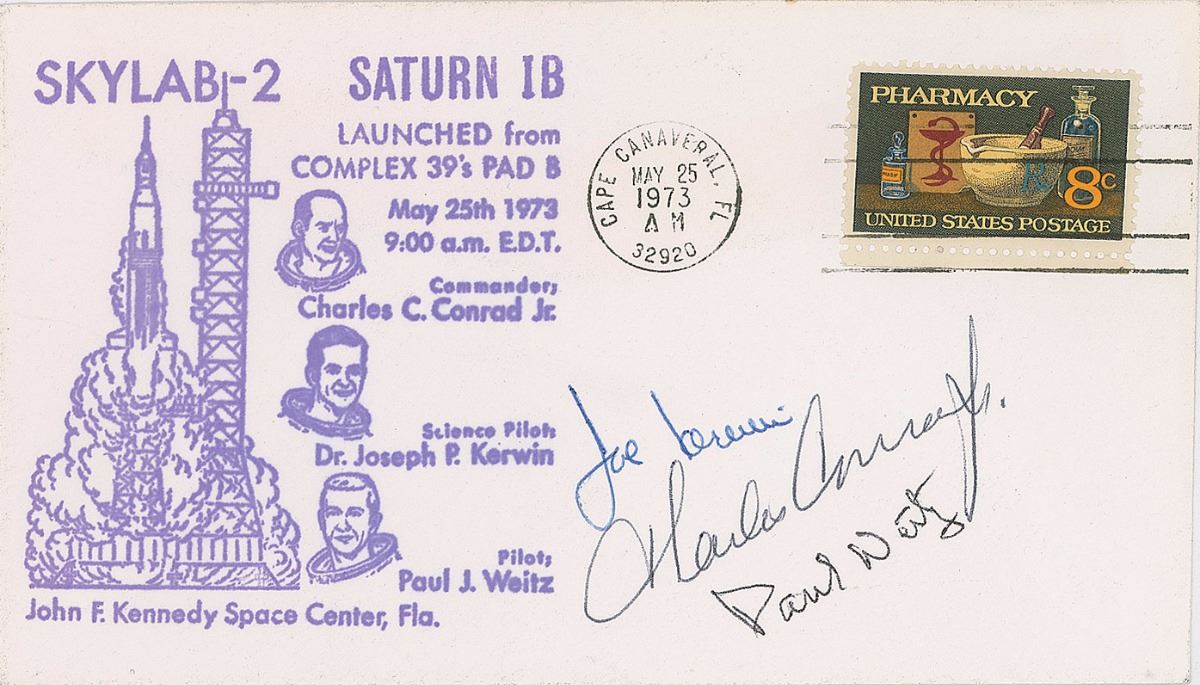 SKYLAB-2 SATURN IB
LAUNCHED from
COMPLEX 39's PAD B
May 25th 1973
9:00 a.m. E.D.T.
Commander;
Charles C. Conrad Jr.
Science Pilot;
Dr. Joseph P. Kerwin
Pilot;
Paul J. Weitz
John F. Kennedy Space Center, Fla.
CAPE CANAVERAL, FL
MAY 25
1973
AM
32920
PHARMACY
Rx
8c
UNITED STATES POSTAGE
Joe Kerwin
Charles Conrad Jr.
Paul Weitz